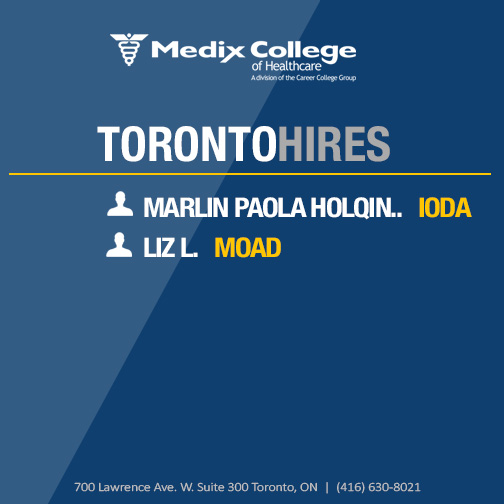 Medix College
of Healthcare
A division of the Career College Group
TORONTOHIRES
MARLIN PAOLA HOLQIN.. IODA
LIZ L. MOAD
700 Lawrence Ave. W. Suite 300 Toronto, ON | (416) 630-8021